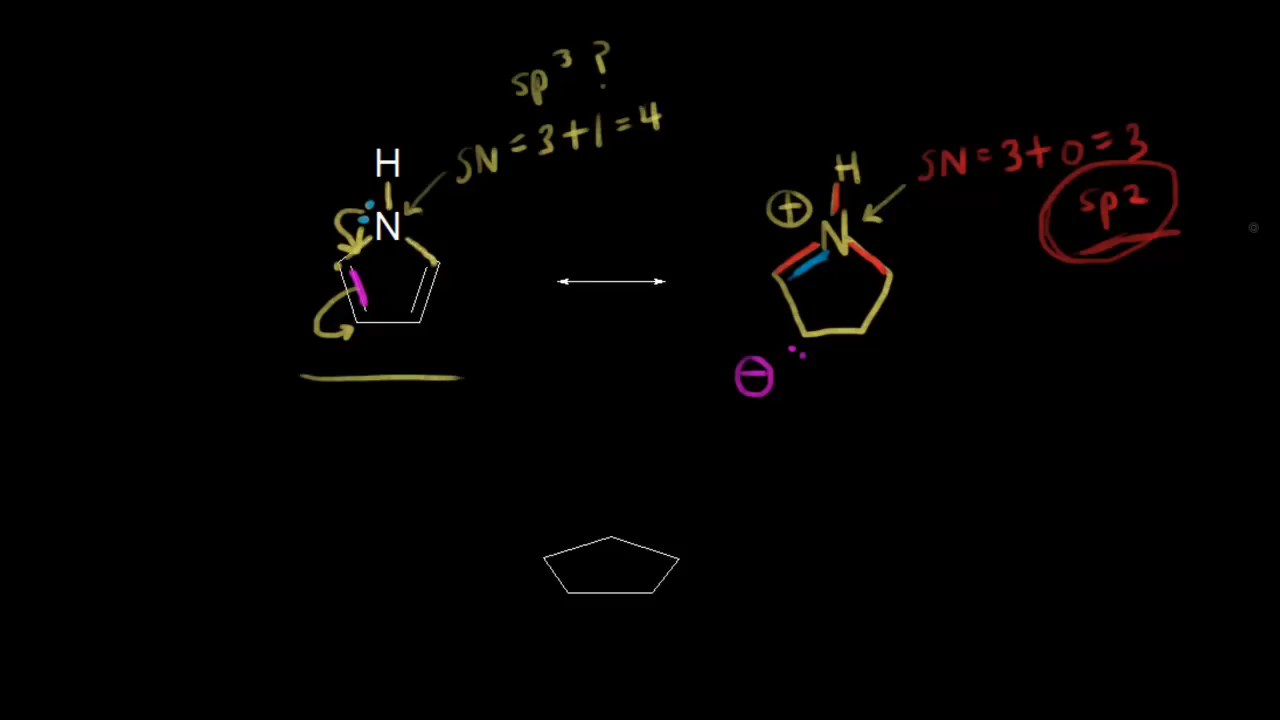 sp³ ?
SN = 3 + 1 = 4
H
N
SN = 3 + 0 = 3
sp²
H
⊕
N
⊖